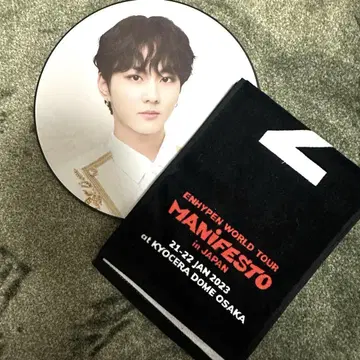 ENHYPEN WORLD TOUR
MANiFESTO
in JAPAN
21-22 JAN 2023
at KYOCERA DOME OSAKA